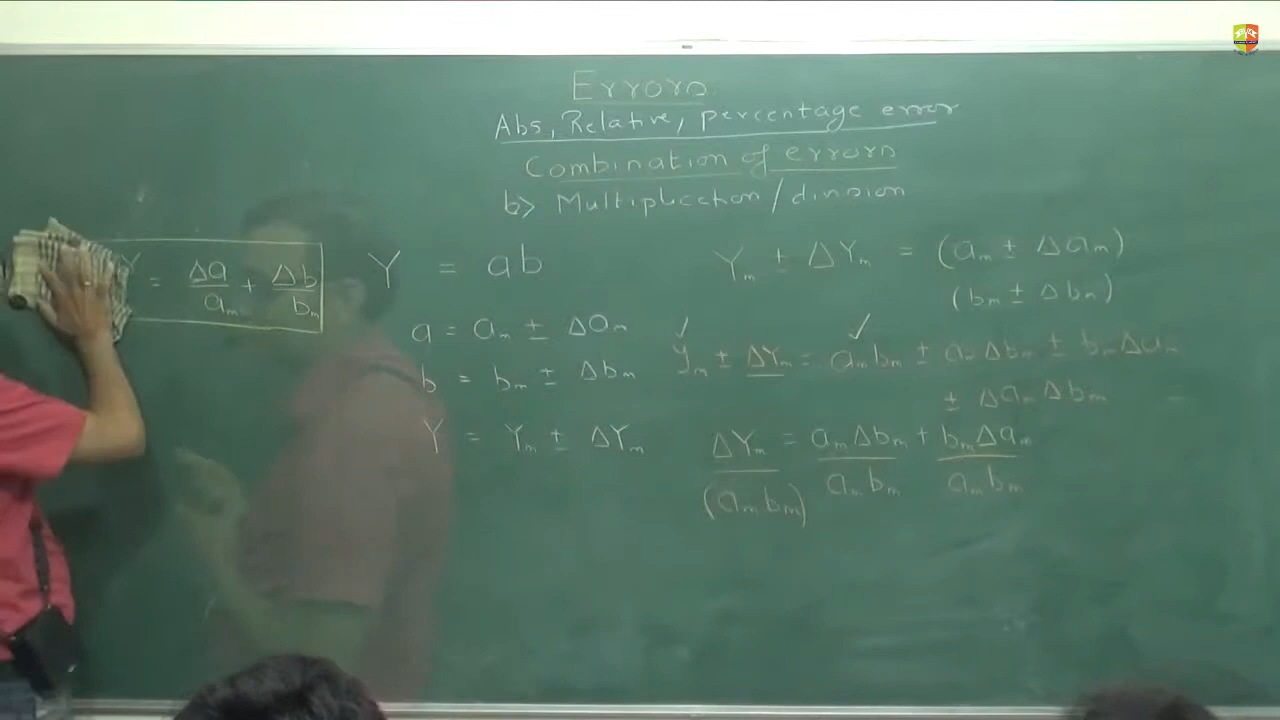 Errors
Abs, Relative, percentage error
Combination of errors
b> Multiplication / division
Y = Δa/aₘ + Δb/bₘ
Y = ab
a = aₘ ± Δaₘ
b = bₘ ± Δbₘ
Y = Yₘ ± ΔYₘ
Yₘ ± ΔYₘ = (aₘ ± Δaₘ)
(bₘ ± Δbₘ)
✓ ✓
Yₘ ± ΔYₘ = aₘbₘ ± aₘΔbₘ ± bₘΔaₘ
± ΔaₘΔbₘ
ΔYₘ/(aₘbₘ) = aₘΔbₘ/aₘbₘ + bₘΔaₘ/aₘbₘ